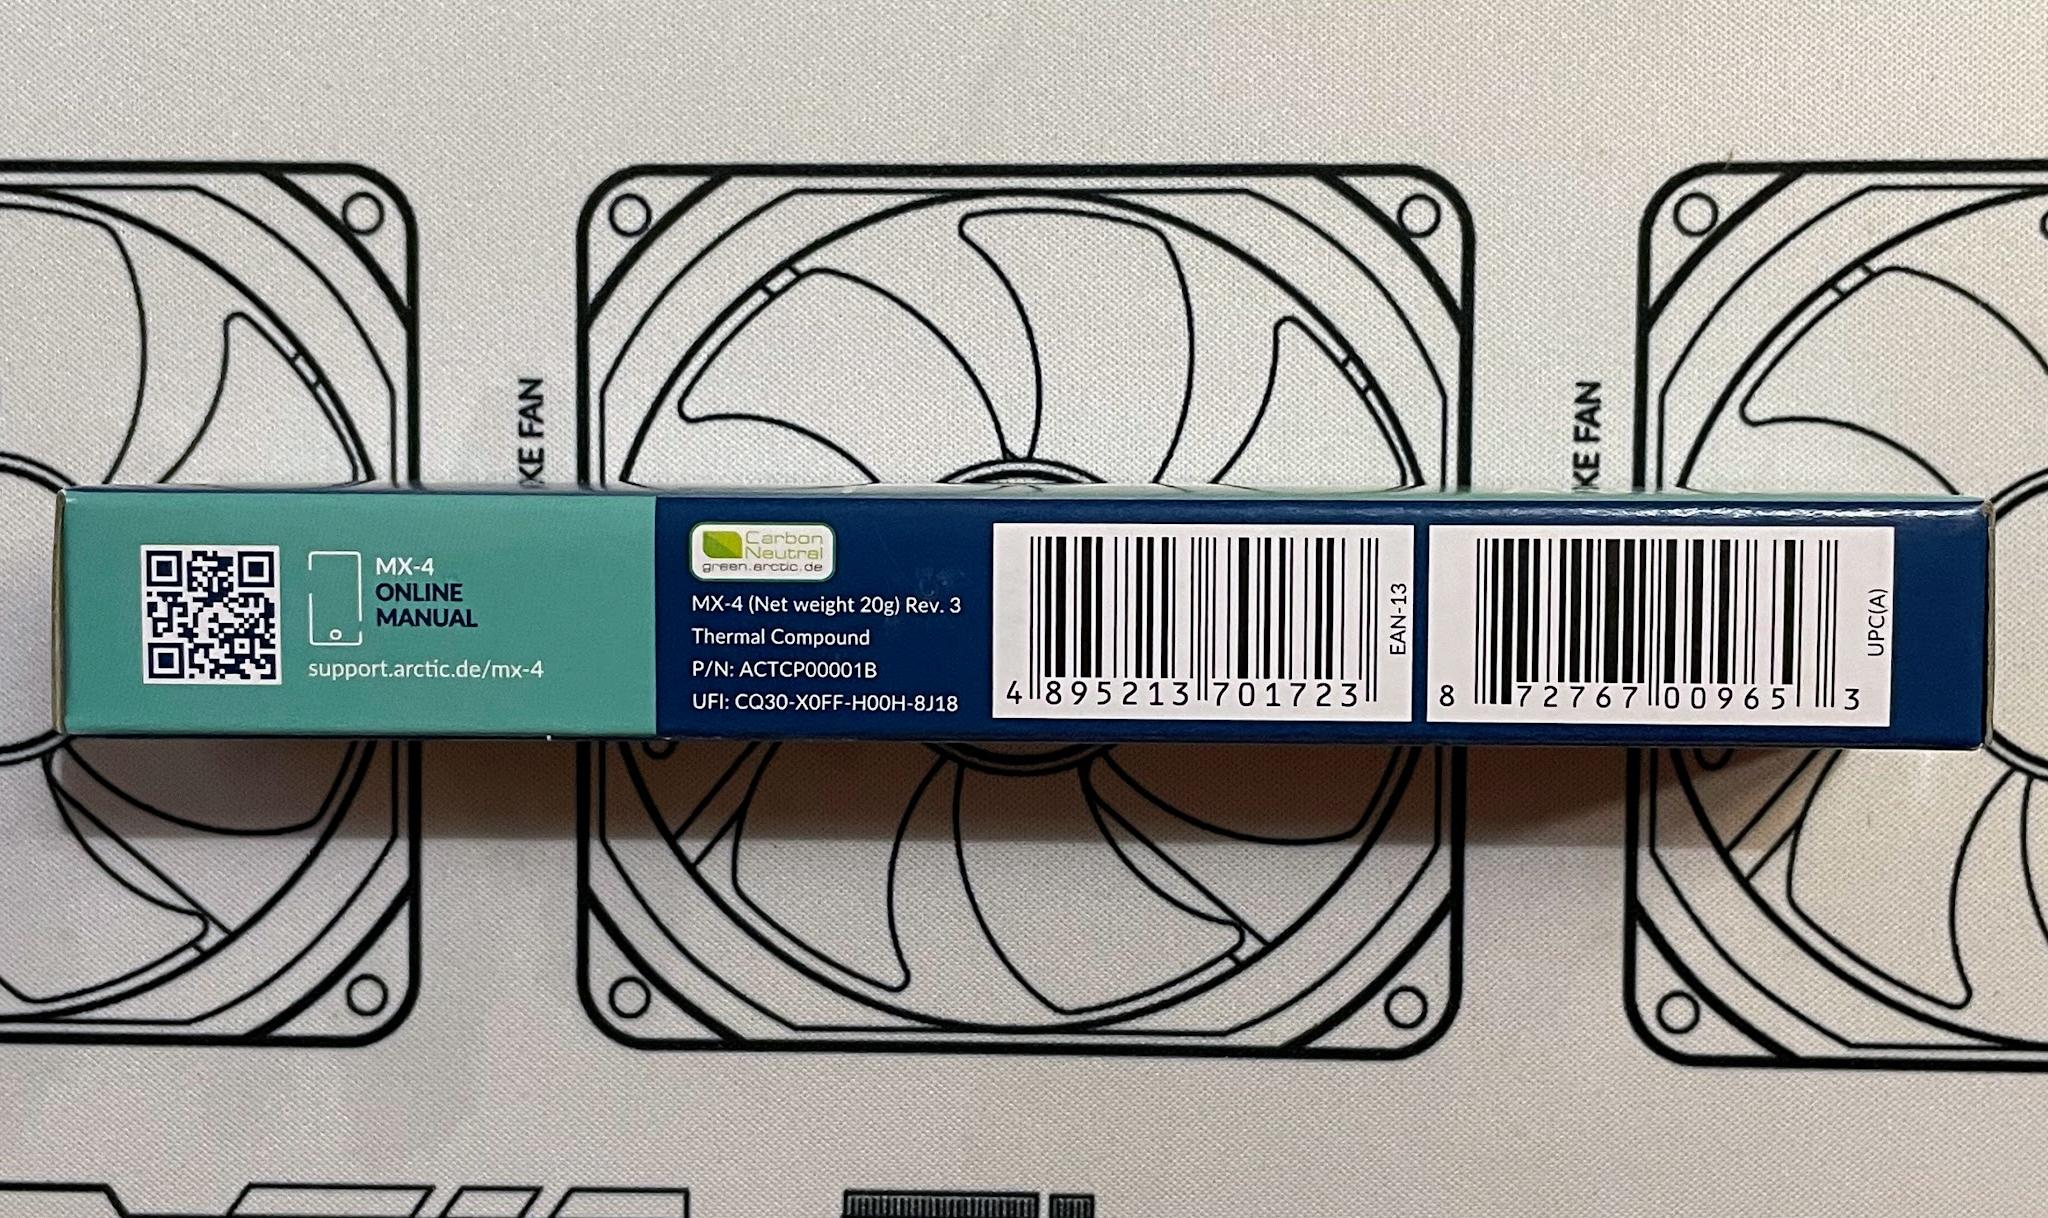 KE FAN
KE FAN
MX-4
ONLINE
MANUAL
support.arctic.de/mx-4
Carbon
Neutral
green.arctic.de
MX-4 (Net weight 20g) Rev. 3
Thermal Compound
P/N: ACTCP00001B
UFI: CQ30-X0FF-H00H-8J18
4 895213 701723
EAN-13
8 72767 00965 3
UPC(A)